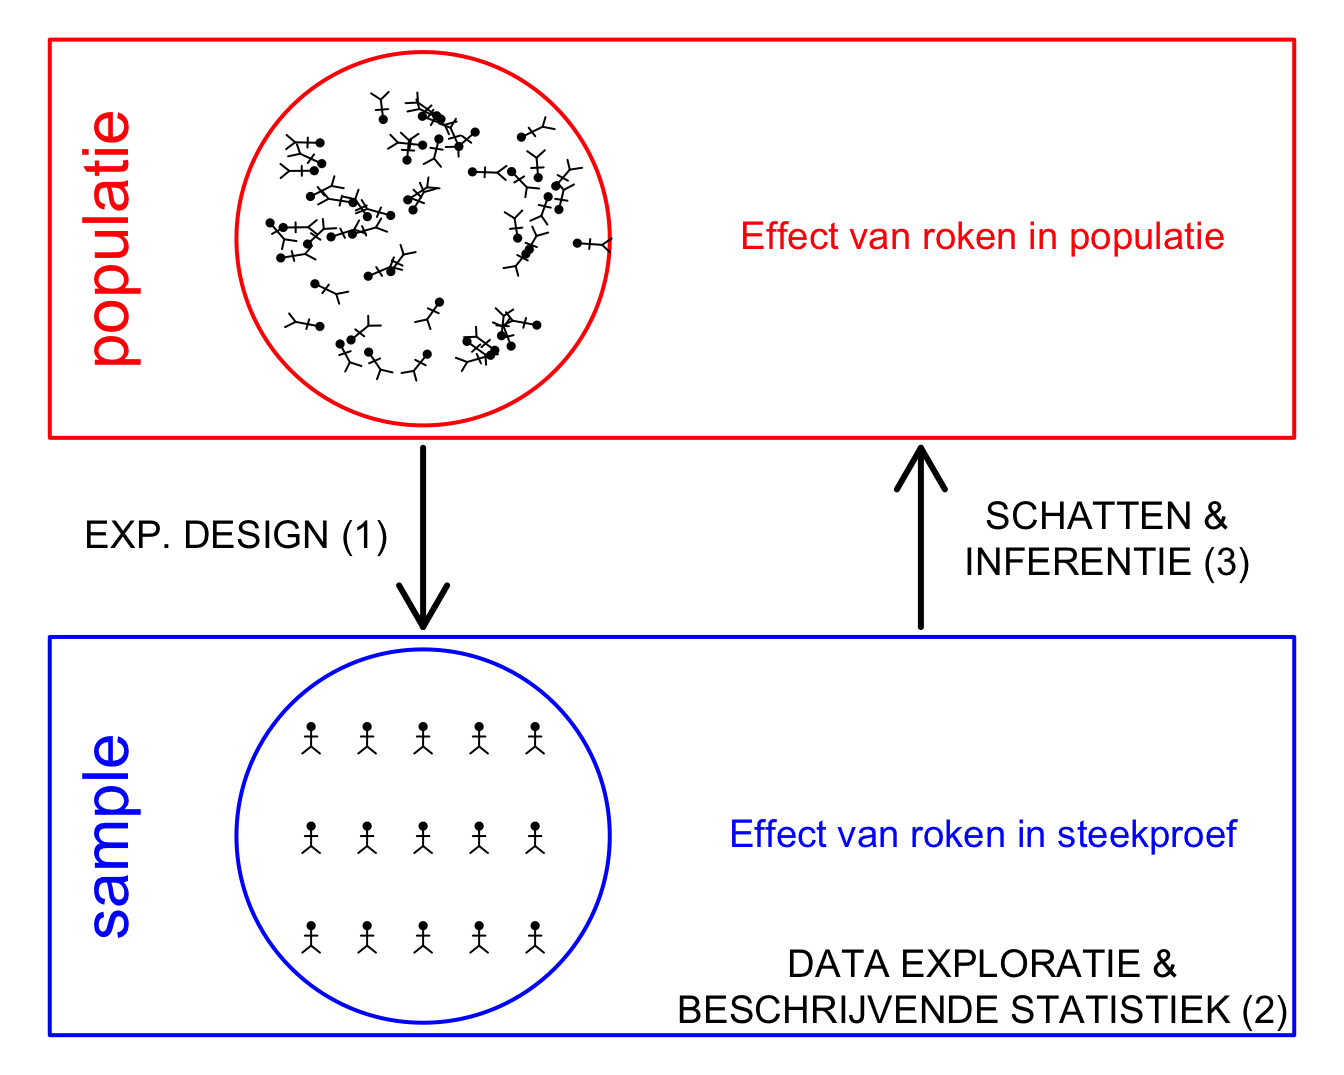 populatie
Effect van roken in populatie
EXP. DESIGN (1)
SCHATTEN &
INFERENTIE (3)
sample
Effect van roken in steekproef
DATA EXPLORATIE &
BESCHRIJVENDE STATISTIEK (2)